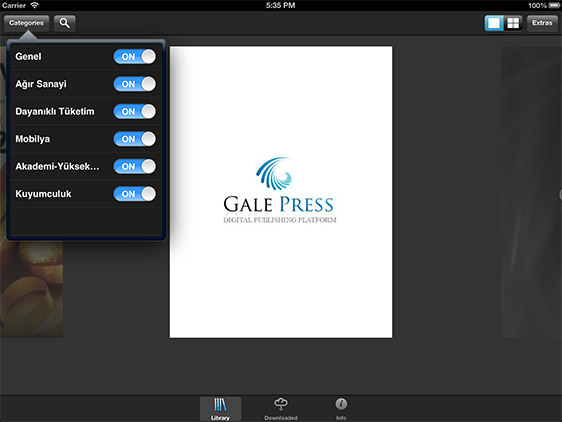 Carrier
5:35 PM
100%
Categories
Extras
Genel
ON
Ağır Sanayi
ON
Dayanıklı Tüketim
ON
Mobilya
ON
Akademi-Yüksek...
ON
Kuyumculuk
ON
GALE PRESS
DIGITAL PUBLISHING PLATFORM
Library
Downloaded
Info